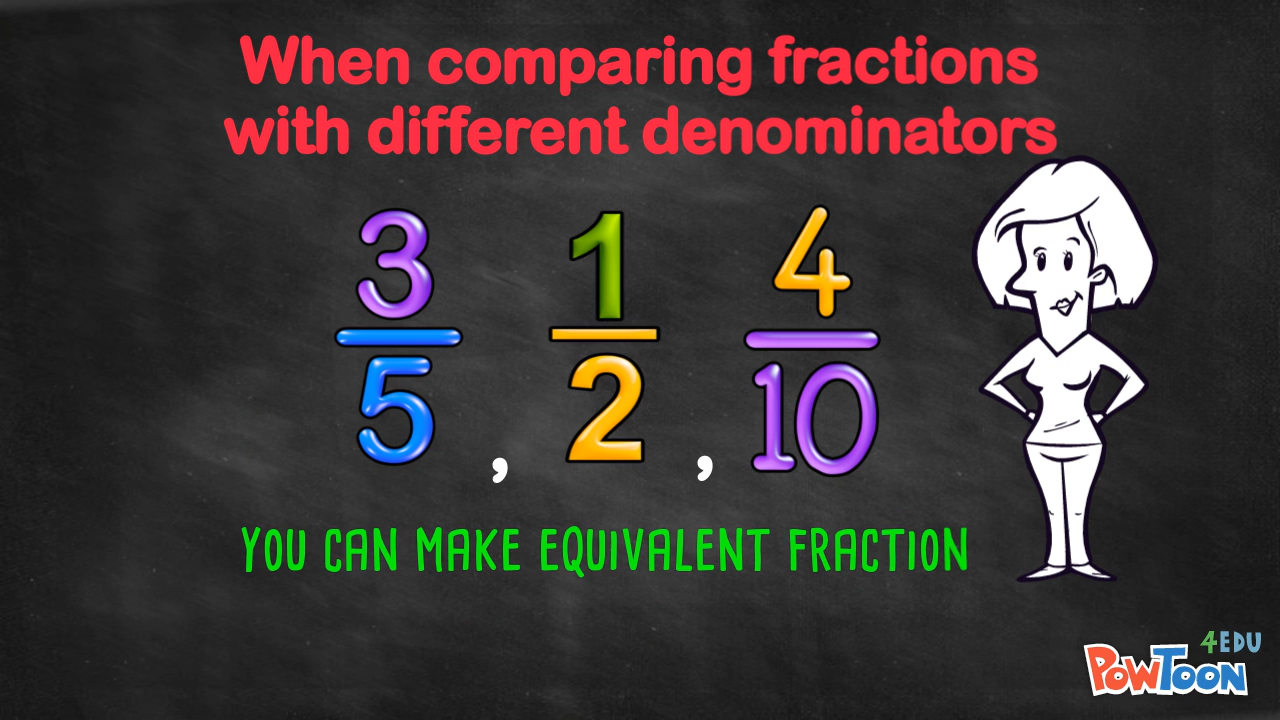 When comparing fractions
with different denominators
3/5 , 1/2 , 4/10
YOU CAN MAKE EQUIVALENT FRACTION
4EDU
POWTOON